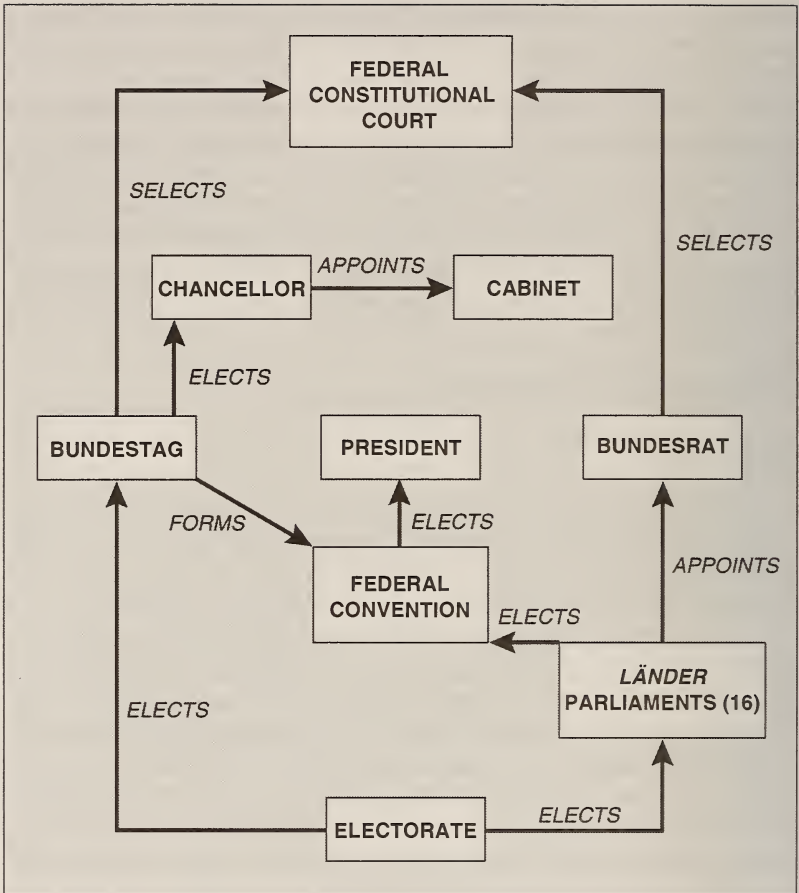 FEDERAL
CONSTITUTIONAL
COURT
SELECTS
SELECTS
CHANCELLOR
APPOINTS
CABINET
ELECTS
BUNDESTAG
PRESIDENT
BUNDESRAT
FORMS
ELECTS
APPOINTS
FEDERAL
CONVENTION
ELECTS
LÄNDER
PARLIAMENTS (16)
ELECTS
ELECTORATE
ELECTS